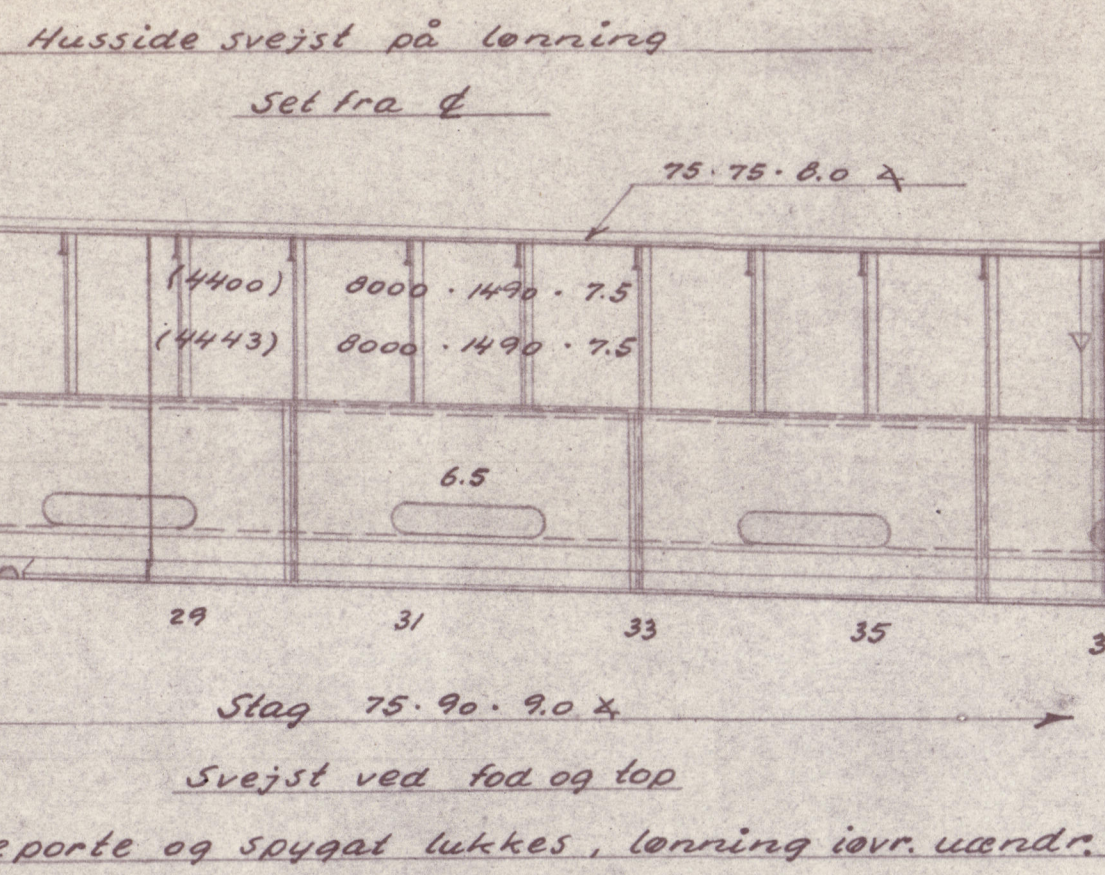 Husside svejst på lønning
Set fra ℄
75 · 75 · 8.0 ∡
(4400) 8000 · 1490 · 7.5
(4443) 8000 · 1490 · 7.5
6.5
29 31 33 35
Stag 75 · 90 · 9.0 ∡
Svejst ved fod og top
eporte og spygat lukkes, lønning iøvr. uændr.